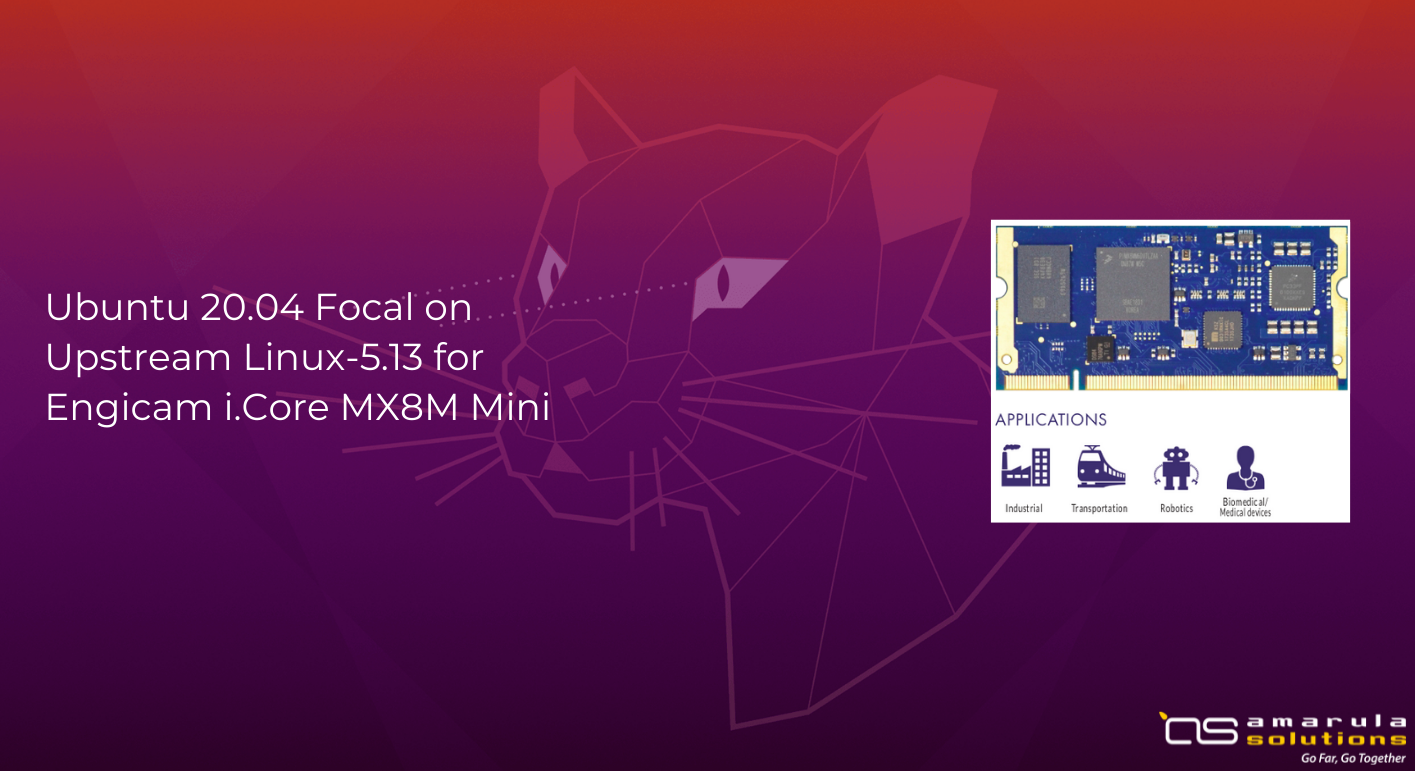 Ubuntu 20.04 Focal on
Upstream Linux-5.13 for
Engicam i.Core MX8M Mini
APPLICATIONS
Industrial
Transportation
Robotics
Biomedical/
Medical devices
amarula
solutions
Go Far, Go Together